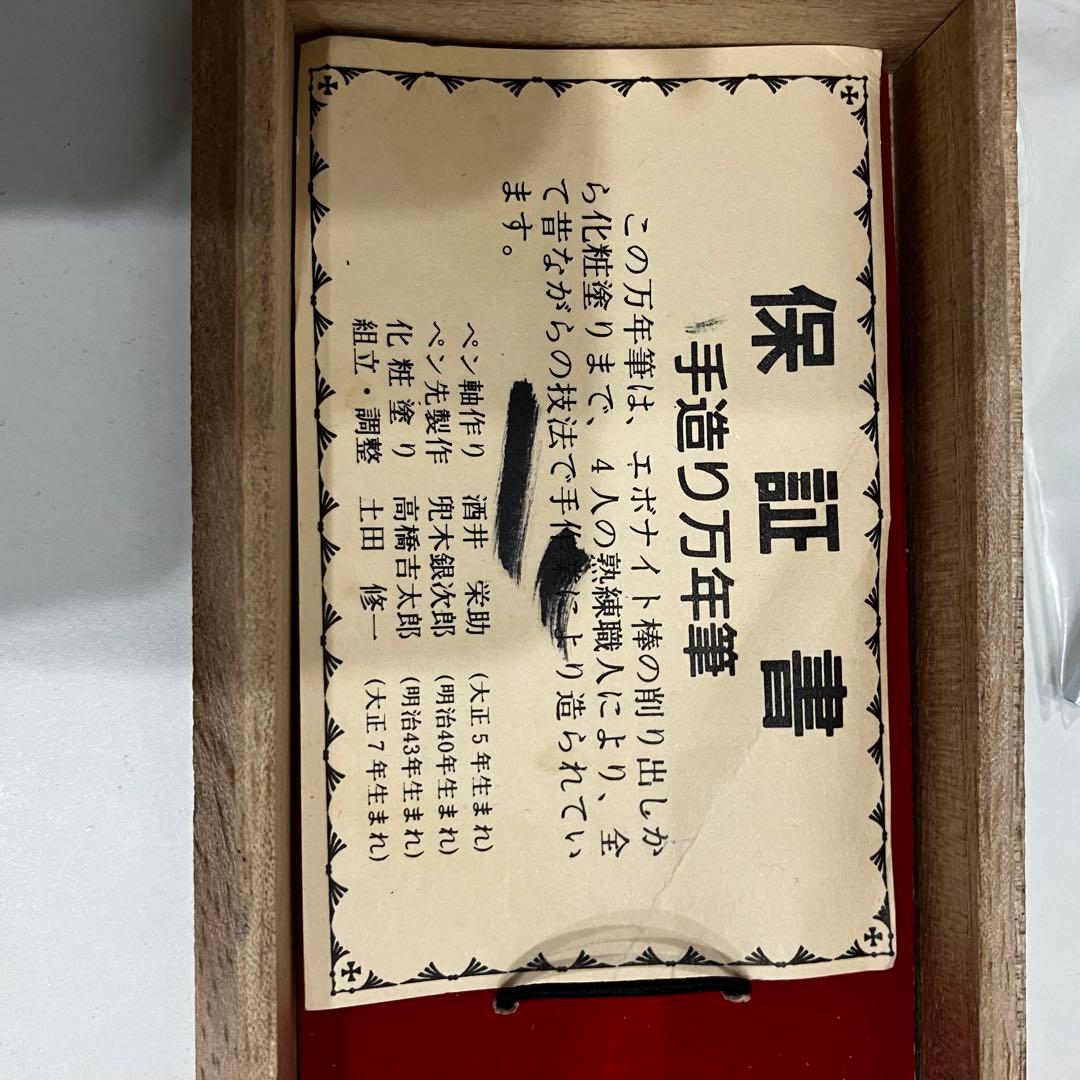 保証書
手造り万年筆
この万年筆は、エボナイト棒の削り出しか
ら化粧塗りまで、4人の熟練職人により、全
て昔ながらの技法で手作業により造られてい
ます。
ペン軸作り 酒井 栄助 (大正5年生まれ)
ペン先製作 兜木銀次郎 (明治40年生まれ)
化粧塗り 高橋吉太郎 (明治43年生まれ)
組立・調整 土田 修一 (大正7年生まれ)